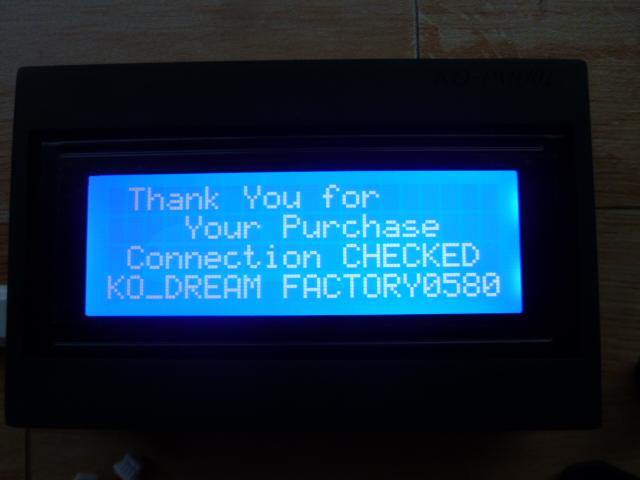 Thank You for
Your Purchase
Connection CHECKED
KO_DREAM FACTORY0580